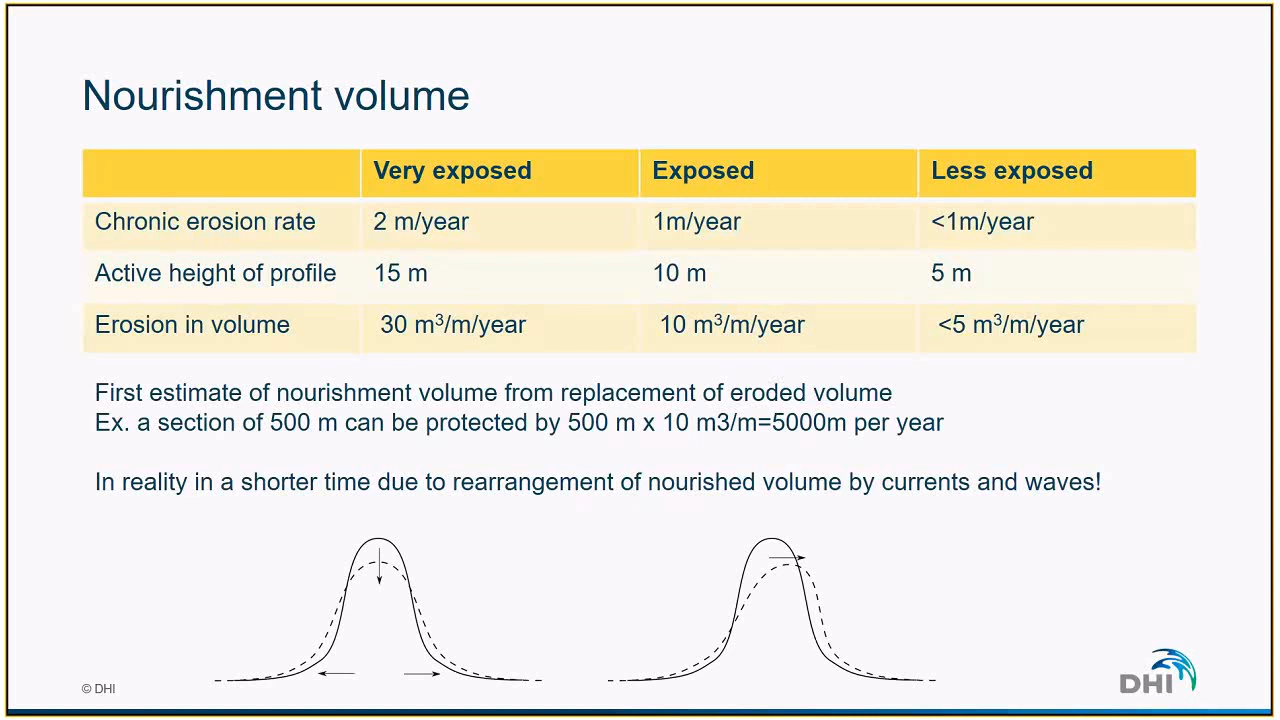 Nourishment volume
Very exposed Exposed Less exposed
Chronic erosion rate 2 m/year 1m/year <1m/year
Active height of profile 15 m 10 m 5 m
Erosion in volume 30 m³/m/year 10 m³/m/year <5 m³/m/year
First estimate of nourishment volume from replacement of eroded volume
Ex. a section of 500 m can be protected by 500 m x 10 m3/m=5000m per year
In reality in a shorter time due to rearrangement of nourished volume by currents and waves!
© DHI
DHI